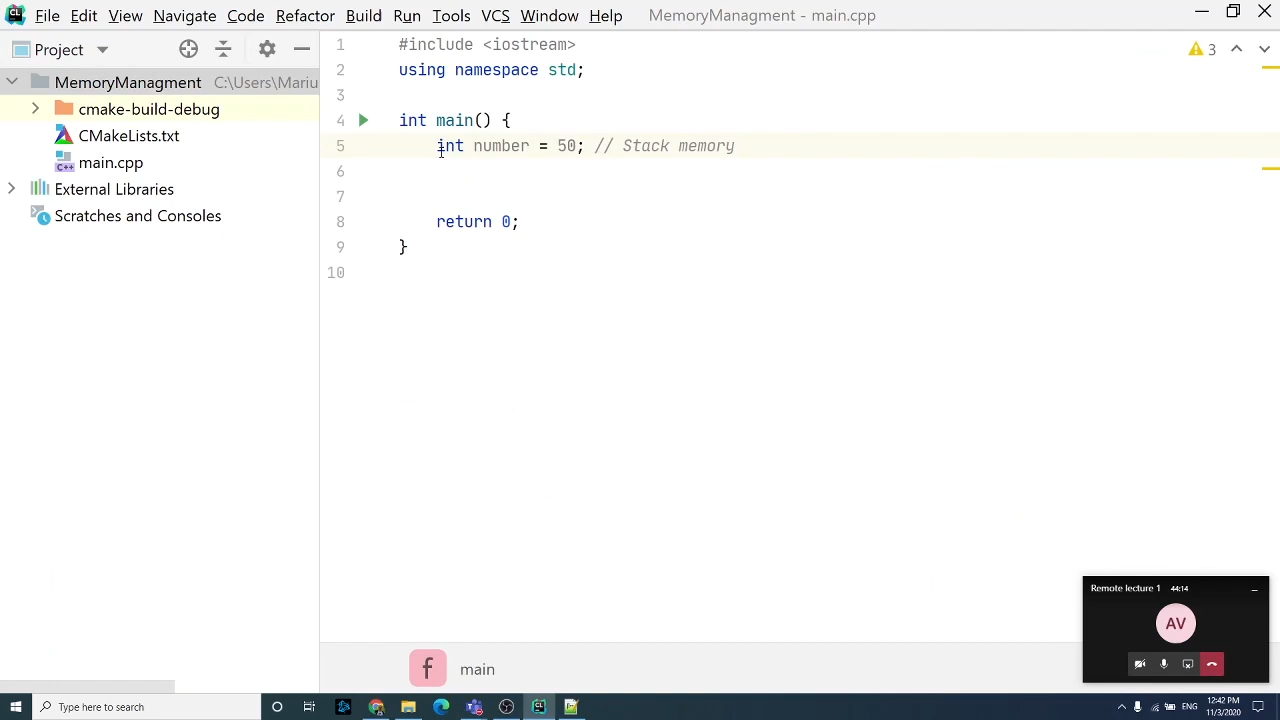 File Edit View Navigate Code Refactor Build Run Tools VCS Window Help MemoryManagment - main.cpp
Project
MemoryManagment C:\Users\Mariu
cmake-build-debug
CMakeLists.txt
main.cpp
External Libraries
Scratches and Consoles
1 #include <iostream>
2 using namespace std;
3
4 int main() {
5 int number = 50; // Stack memory
6
7
8 return 0;
9 }
10
3
f main
Remote lecture 1 44:14
AV
Type here to search
ENG
12:42 PM
11/3/2020